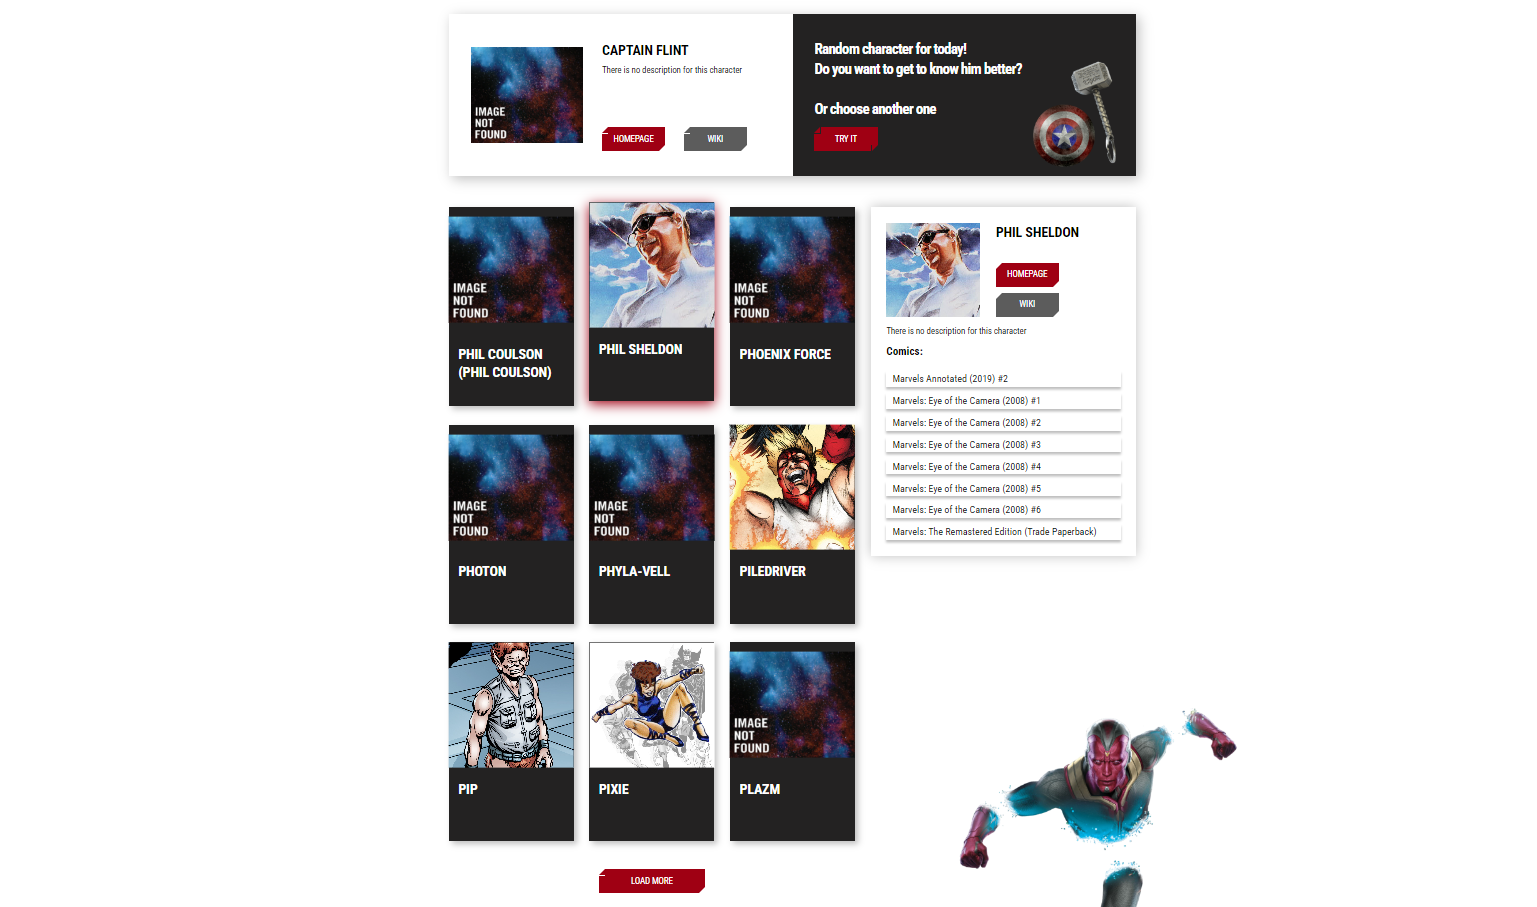 CAPTAIN FLINT
There is no description for this character
IMAGE
NOT
FOUND
HOMEPAGE
WIKI
Random character for today!
Do you want to get to know him better?
Or choose another one
TRY IT
IMAGE
NOT
FOUND
PHIL COULSON
(PHIL COULSON)
PHIL SHELDON
IMAGE
NOT
FOUND
PHOENIX FORCE
IMAGE
NOT
FOUND
PHOTON
IMAGE
NOT
FOUND
PHYLA-VELL
PILEDRIVER
PIP
PIXIE
IMAGE
NOT
FOUND
PLAZM
LOAD MORE
PHIL SHELDON
HOMEPAGE
WIKI
There is no description for this character
Comics:
Marvels Annotated (2019) #2
Marvels: Eye of the Camera (2008) #1
Marvels: Eye of the Camera (2008) #2
Marvels: Eye of the Camera (2008) #3
Marvels: Eye of the Camera (2008) #4
Marvels: Eye of the Camera (2008) #5
Marvels: Eye of the Camera (2008) #6
Marvels: The Remastered Edition (Trade Paperback)